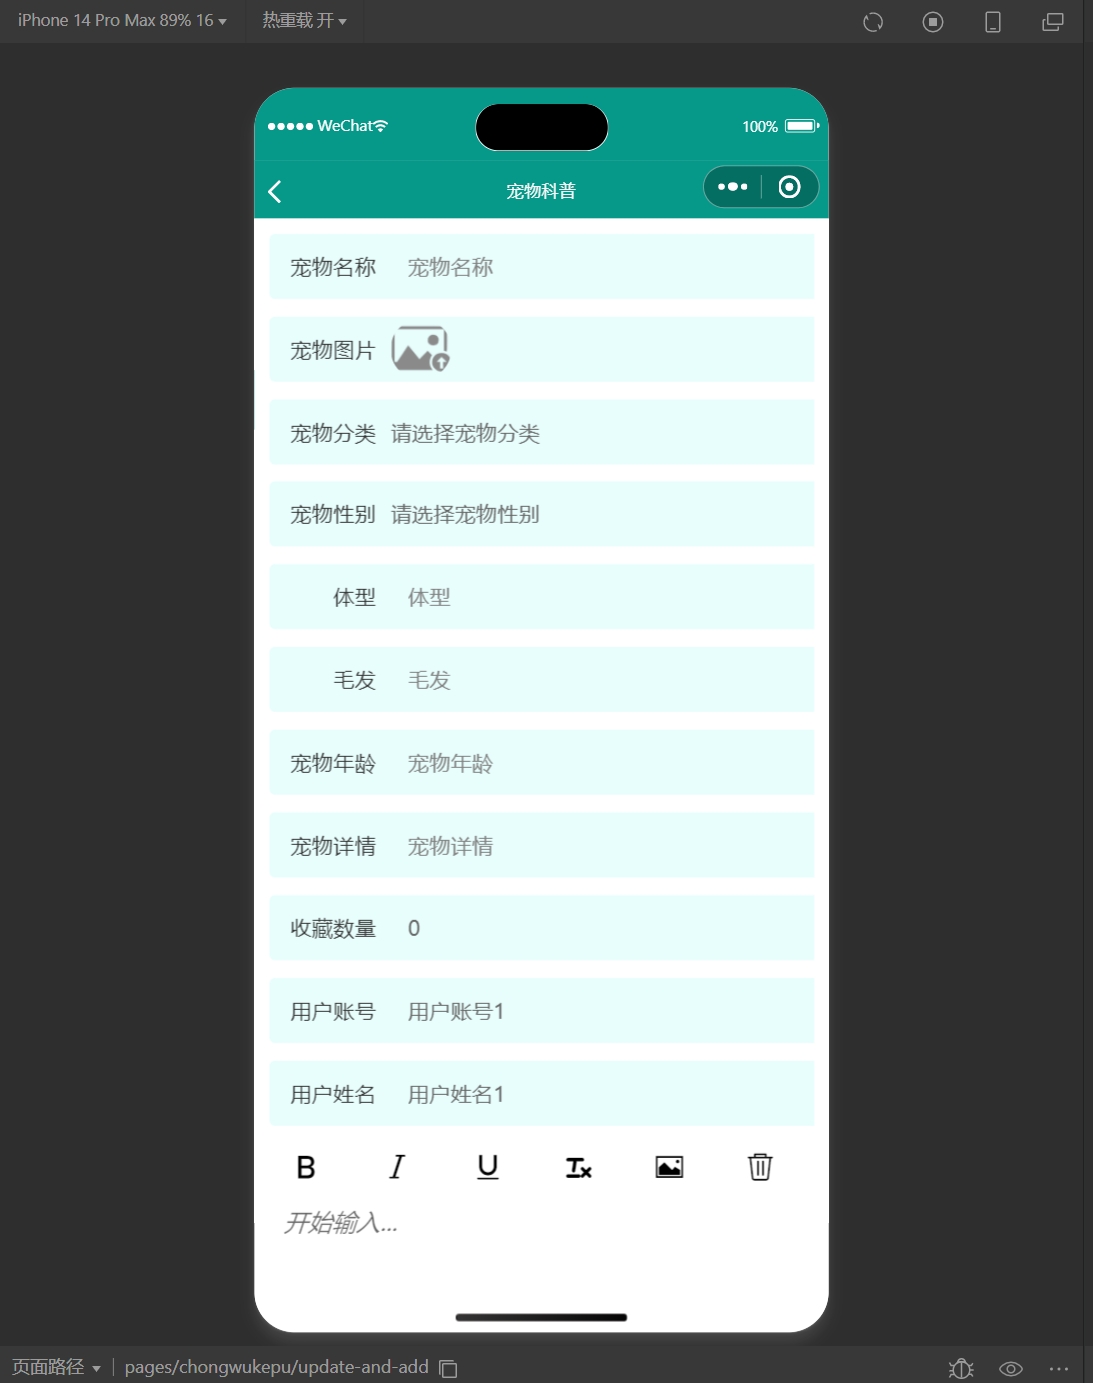 iPhone 14 Pro Max 89% 16 热重载 开
WeChat 100%
宠物科普
宠物名称 宠物名称
宠物图片
宠物分类 请选择宠物分类
宠物性别 请选择宠物性别
体型 体型
毛发 毛发
宠物年龄 宠物年龄
宠物详情 宠物详情
收藏数量 0
用户账号 用户账号1
用户姓名 用户姓名1
B I U Tx
开始输入...
页面路径 pages/chongwukepu/update-and-add